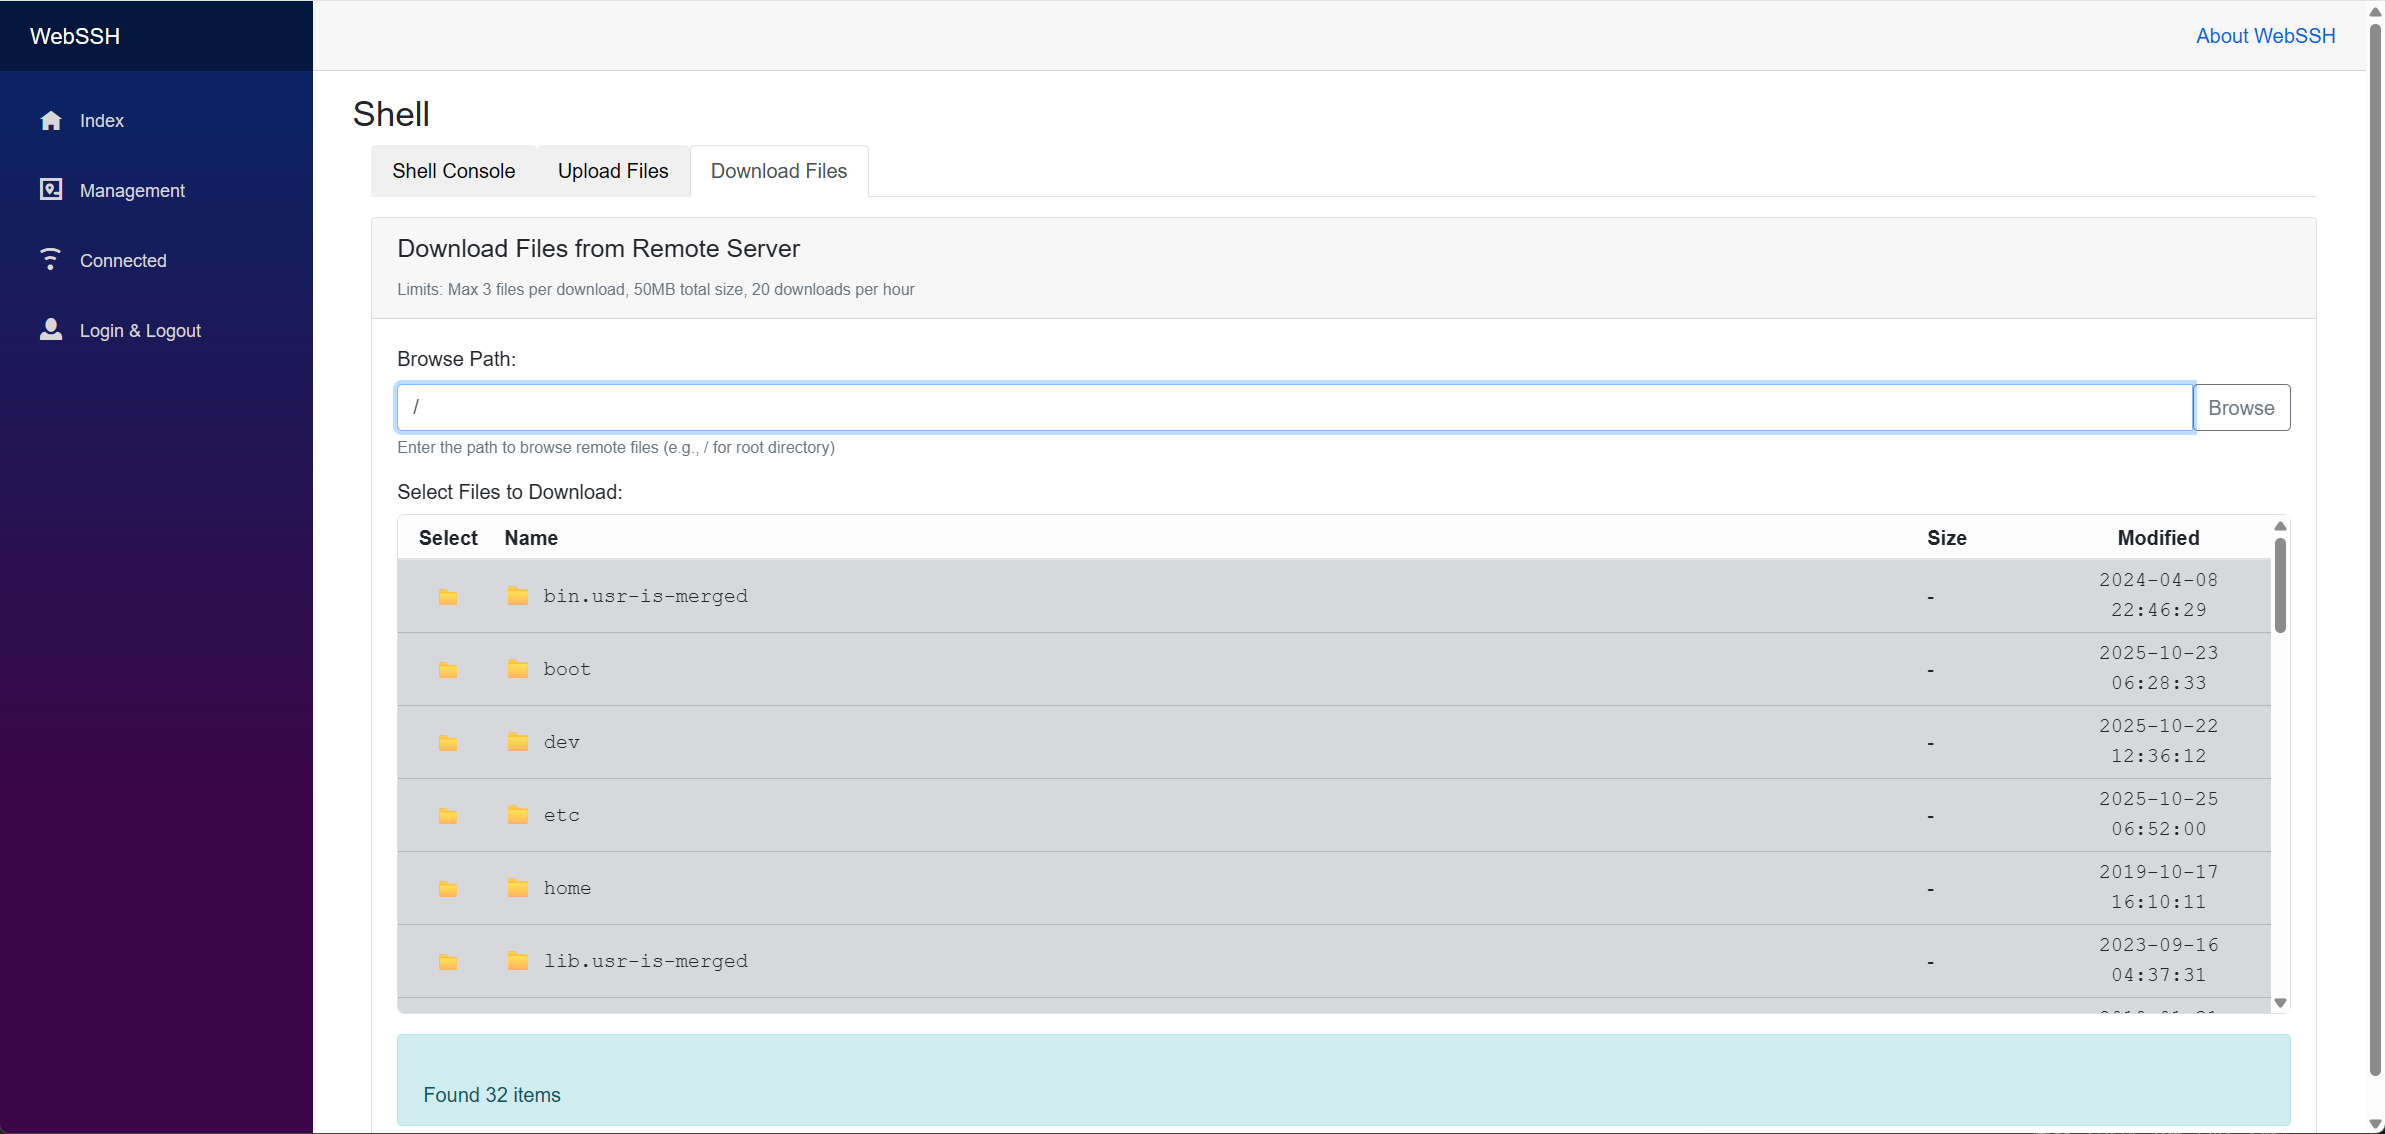 WebSSH
About WebSSH
Index
Management
Connected
Login & Logout
Shell
Shell Console
Upload Files
Download Files
Download Files from Remote Server
Limits: Max 3 files per download, 50MB total size, 20 downloads per hour
Browse Path:
/
Browse
Enter the path to browse remote files (e.g., / for root directory)
Select Files to Download:
Select Name Size Modified
bin.usr-is-merged - 2024-04-08
22:46:29
boot - 2025-10-23
06:28:33
dev - 2025-10-22
12:36:12
etc - 2025-10-25
06:52:00
home - 2019-10-17
16:10:11
lib.usr-is-merged - 2023-09-16
04:37:31
Found 32 items